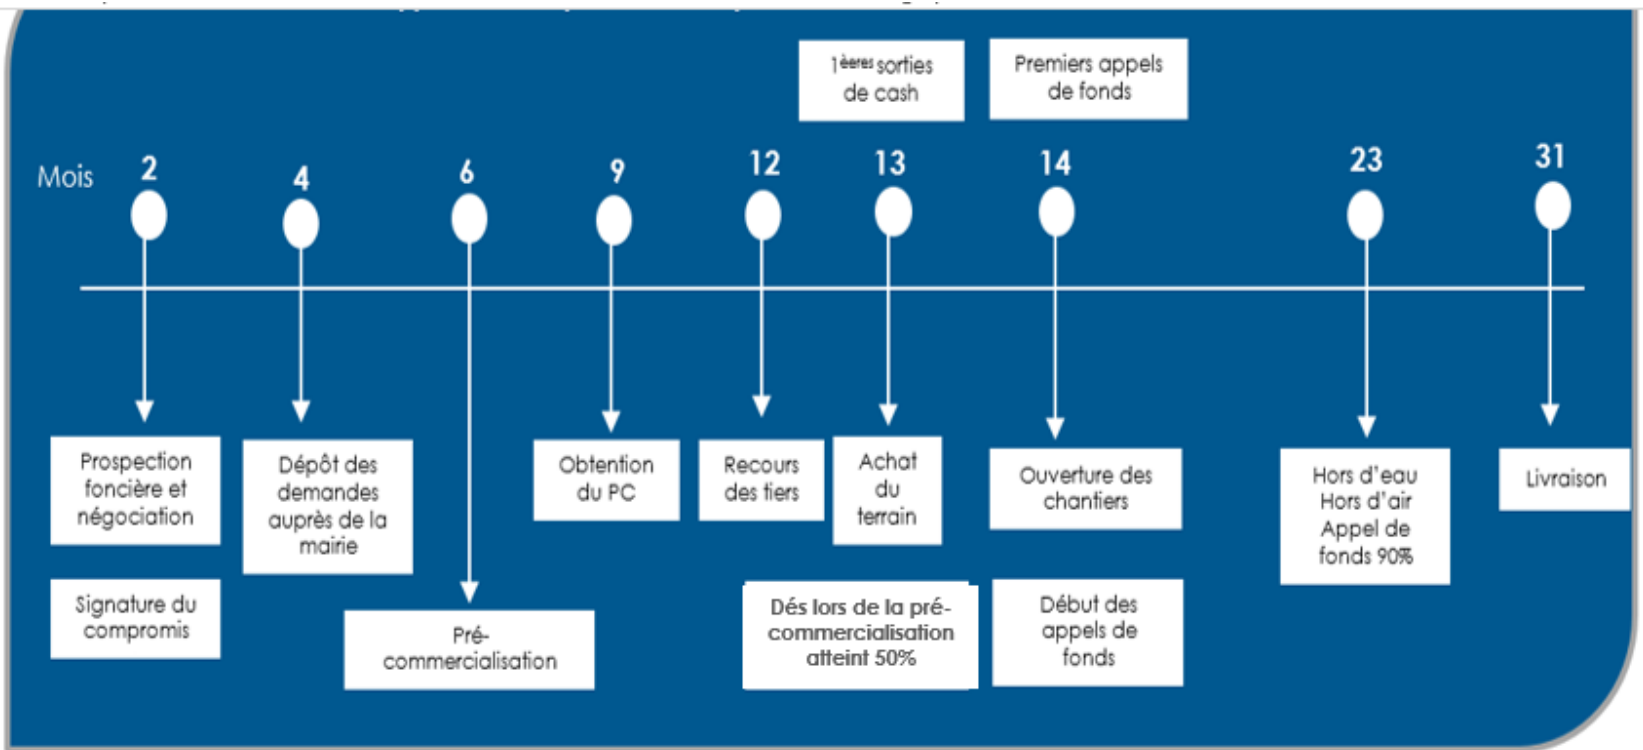 1èeres sorties
de cash
Premiers appels
de fonds
Mois
2
4
6
9
12
13
14
23
31
Prospection
foncière et
négociation
Signature du
compromis
Dépôt des
demandes
auprès de la
mairie
Pré-
commercialisation
Obtention
du PC
Recours
des tiers
Achat
du
terrain
Dés lors de la pré-
commercialisation
atteint 50%
Ouverture des
chantiers
Début des
appels de
fonds
Hors d'eau
Hors d'air
Appel de
fonds 90%
Livraison